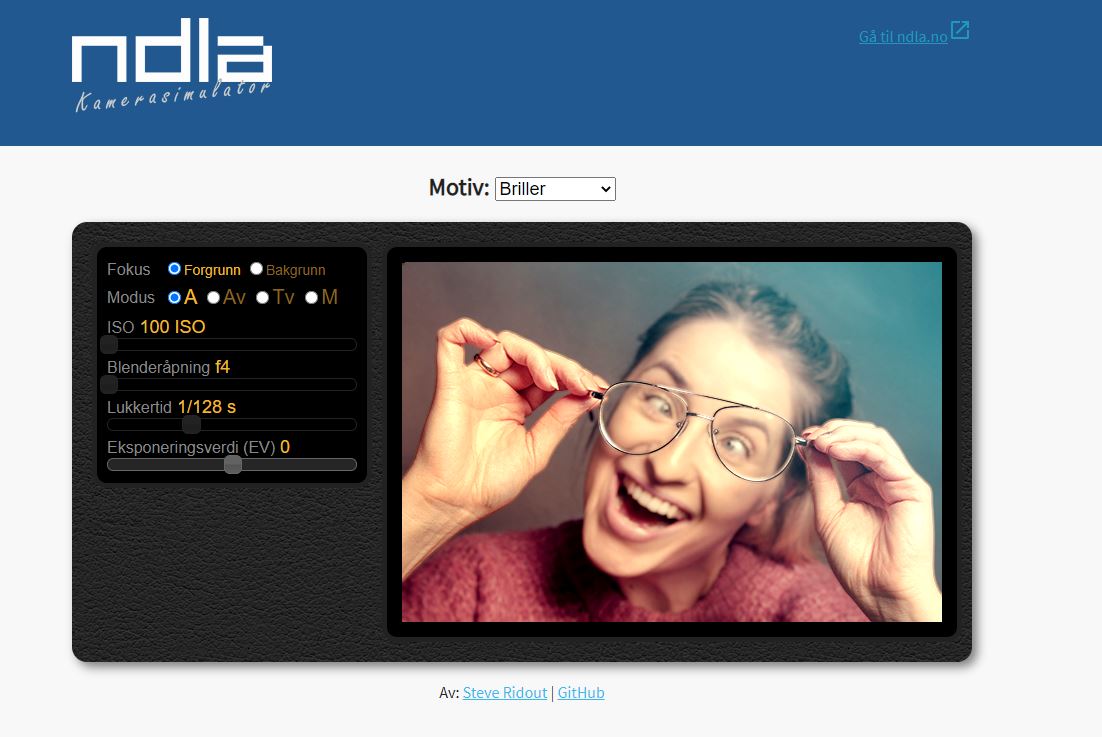 ndla
Kamerasimulator
Gå til ndla.no
Motiv: Briller
Fokus Forgrunn Bakgrunn
Modus A Av Tv M
ISO 100 ISO
Blenderåpning f4
Lukkertid 1/128 s
Eksponeringsverdi (EV) 0
Av: Steve Ridout | GitHub